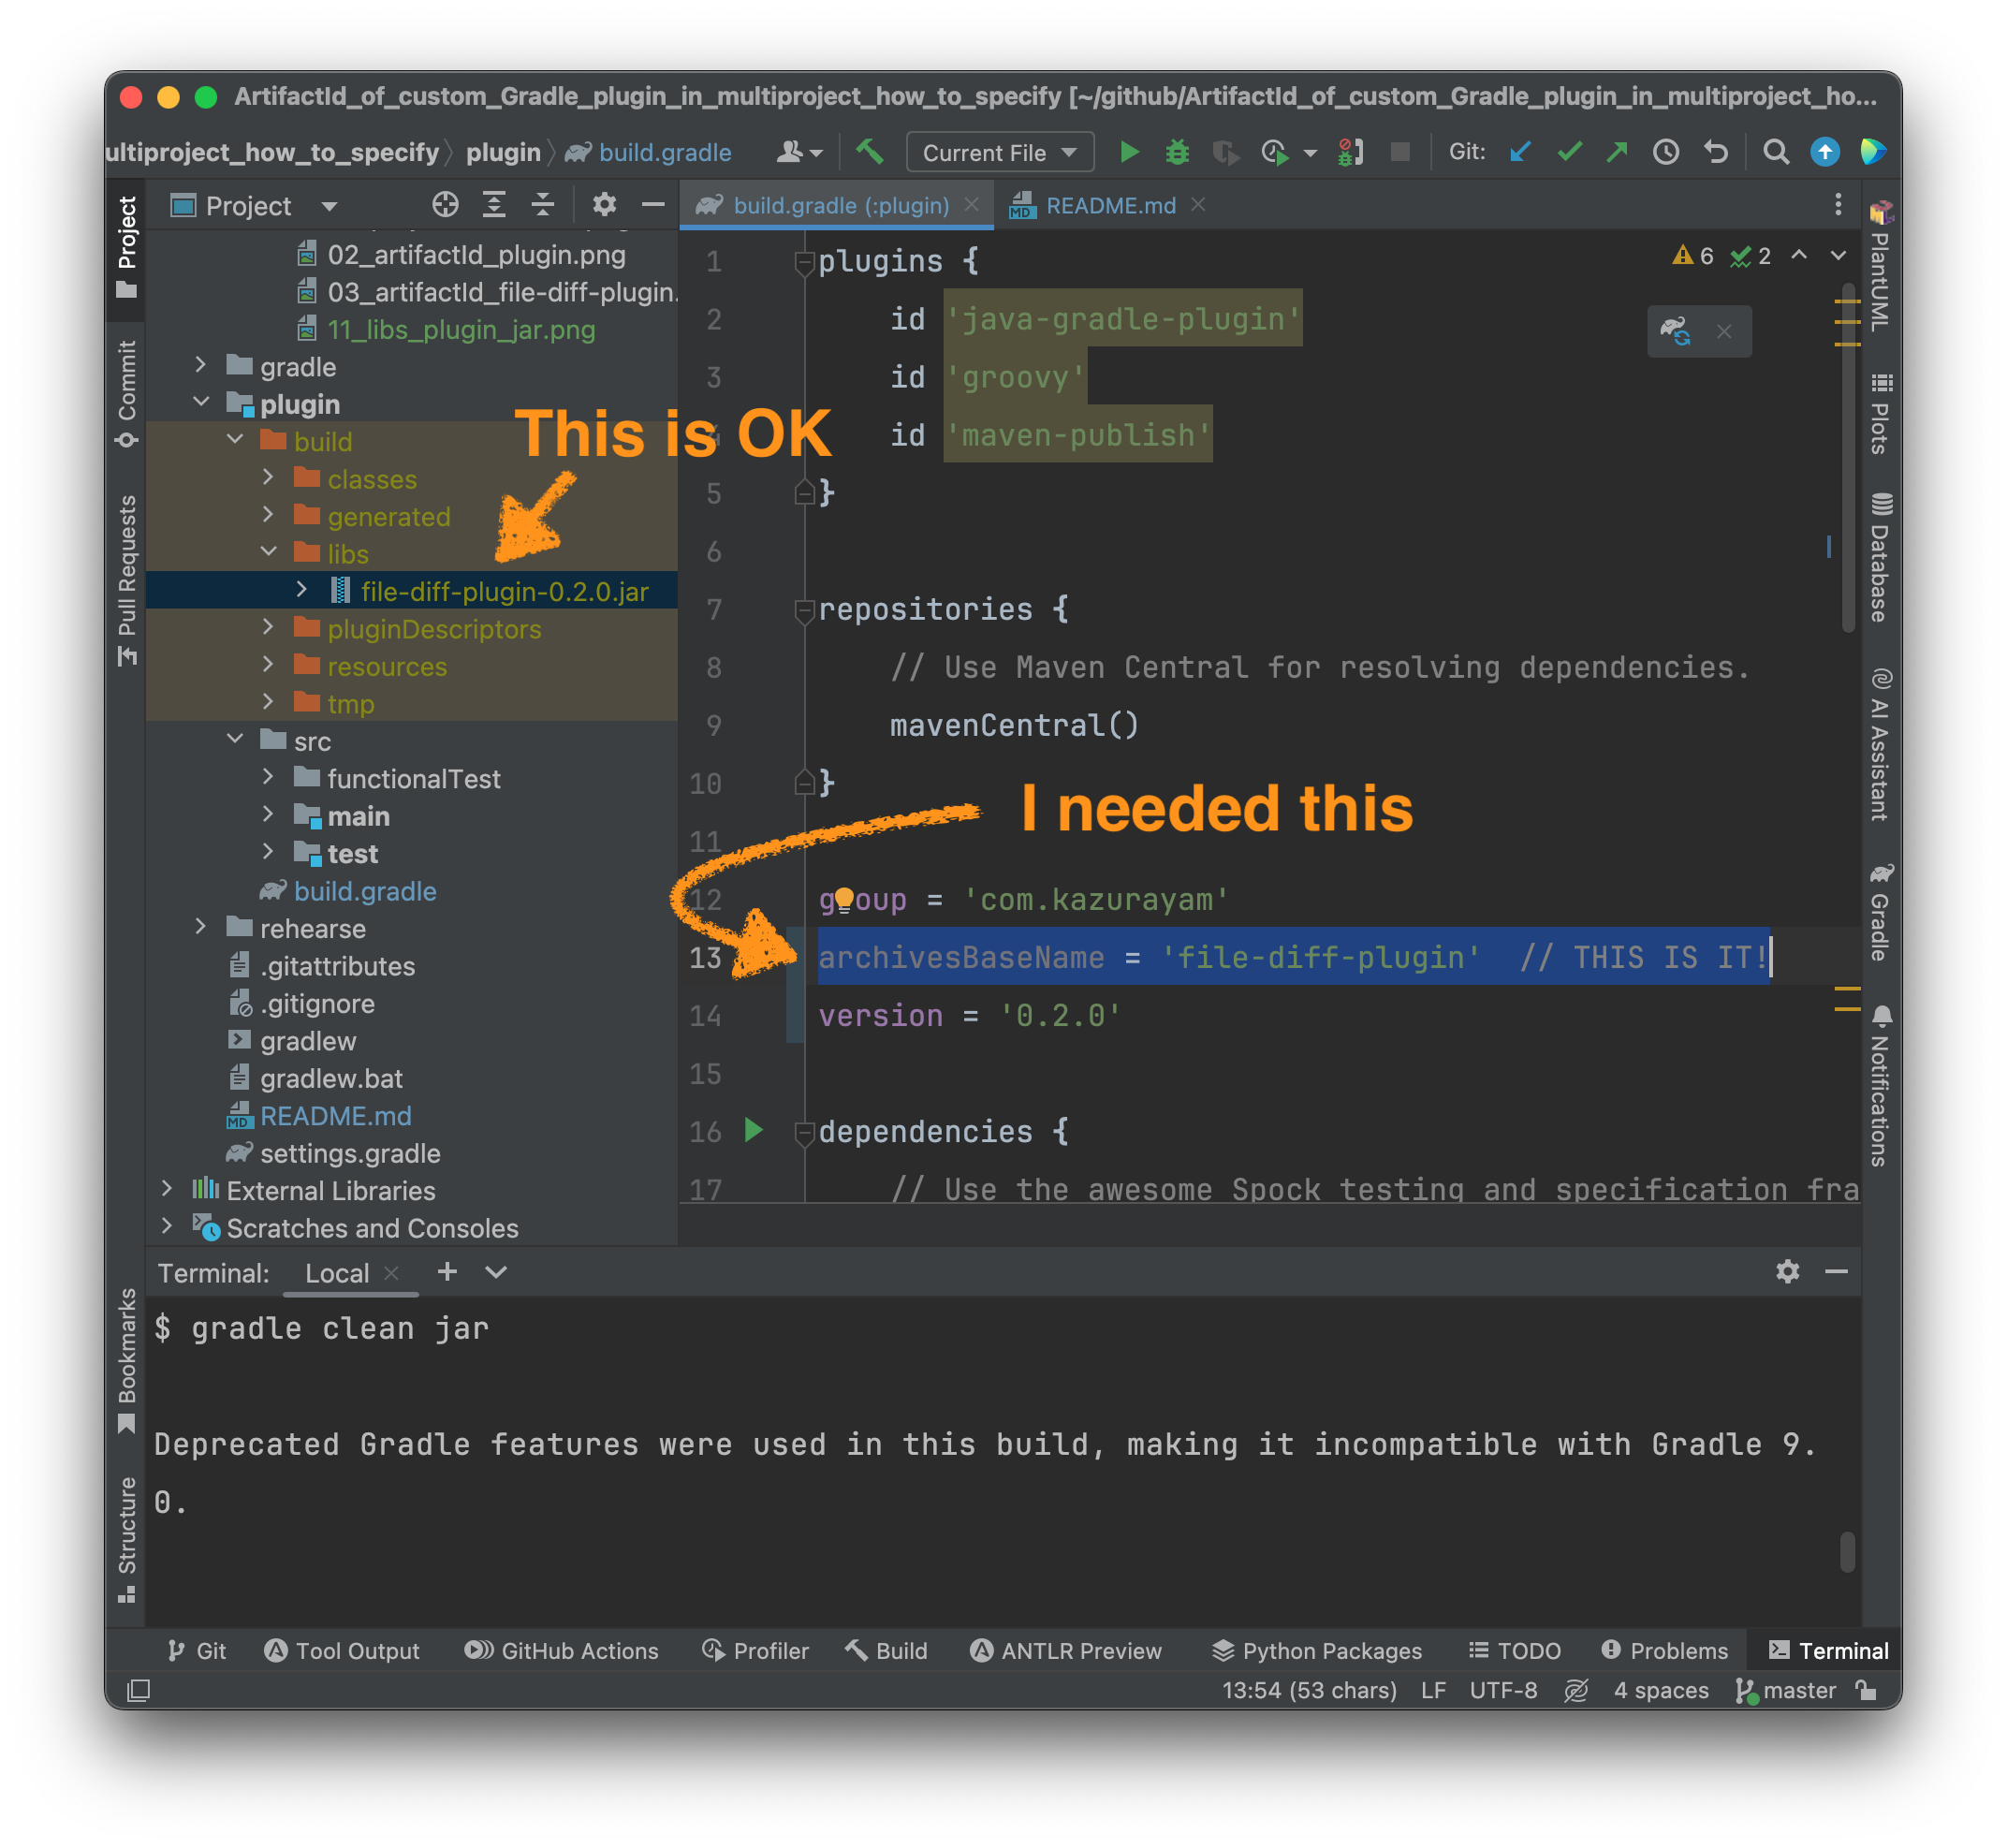 ArtifactId_of_custom_Gradle_plugin_in_multiproject_how_to_specify [~/github/ArtifactId_of_custom_Gradle_plugin_in_multiproject_ho...
ultiproject_how_to_specify
plugin
build.gradle
Current File
Git:
Project
build.gradle (:plugin)
README.md
02_artifactId_plugin.png
03_artifactId_file-diff-plugin.
11_libs_plugin_jar.png
gradle
plugin
build
classes
generated
libs
file-diff-plugin-0.2.0.jar
pluginDescriptors
resources
tmp
src
functionalTest
main
test
build.gradle
rehearse
.gitattributes
.gitignore
gradlew
gradlew.bat
README.md
settings.gradle
External Libraries
Scratches and Consoles
This is OK
I needed this
6 2
1 plugins {
2 id 'java-gradle-plugin'
3 id 'groovy'
4 id 'maven-publish'
5 }
6
7 repositories {
8 // Use Maven Central for resolving dependencies.
9 mavenCentral()
10 }
11
12 group = 'com.kazurayam'
13 archivesBaseName = 'file-diff-plugin' // THIS IS IT!
14 version = '0.2.0'
15
16 dependencies {
17 // Use the awesome Spock testing and specification fra
Project
Commit
Pull Requests
Bookmarks
Structure
PlantUML
Plots
Database
AI Assistant
Gradle
Notifications
Terminal:
Local
$ gradle clean jar
Deprecated Gradle features were used in this build, making it incompatible with Gradle 9.
0.
Git
Tool Output
GitHub Actions
Profiler
Build
ANTLR Preview
Python Packages
TODO
Problems
Terminal
13:54 (53 chars)
LF
UTF-8
4 spaces
master